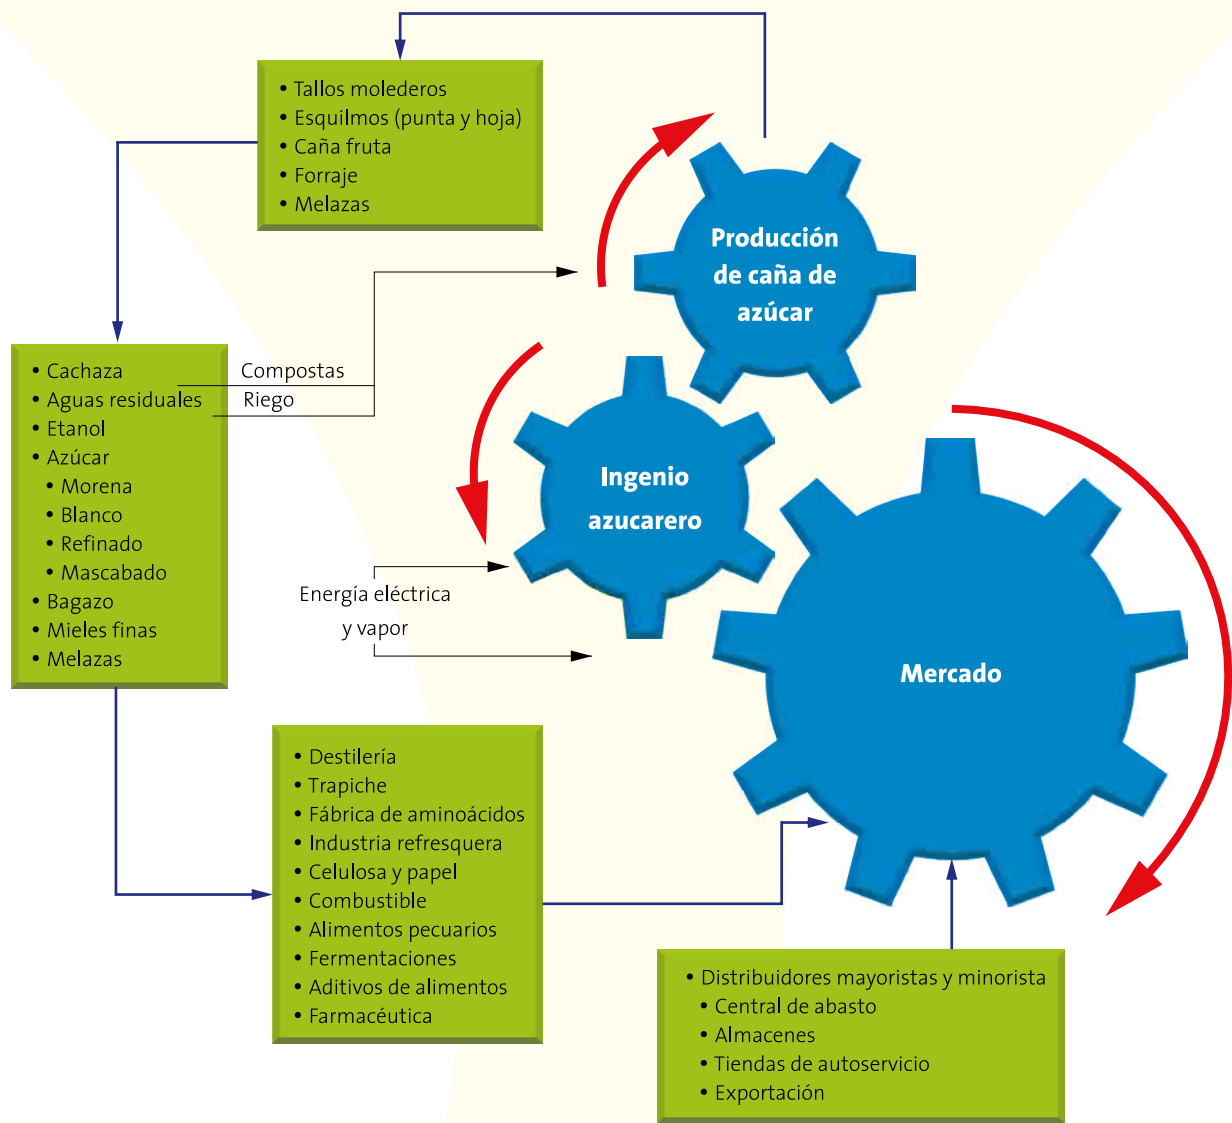 • Tallos molederos
• Esquilmos (punta y hoja)
• Caña fruta
• Forraje
• Melazas
Producción
de caña de
azúcar
• Cachaza
• Aguas residuales
• Etanol
• Azúcar
• Morena
• Blanco
• Refinado
• Mascabado
• Bagazo
• Mieles finas
• Melazas
Compostas
Riego
Ingenio
azucarero
Energía eléctrica
y vapor
Mercado
• Destilería
• Trapiche
• Fábrica de aminoácidos
• Industria refresquera
• Celulosa y papel
• Combustible
• Alimentos pecuarios
• Fermentaciones
• Aditivos de alimentos
• Farmacéutica
• Distribuidores mayoristas y minorista
• Central de abasto
• Almacenes
• Tiendas de autoservicio
• Exportación